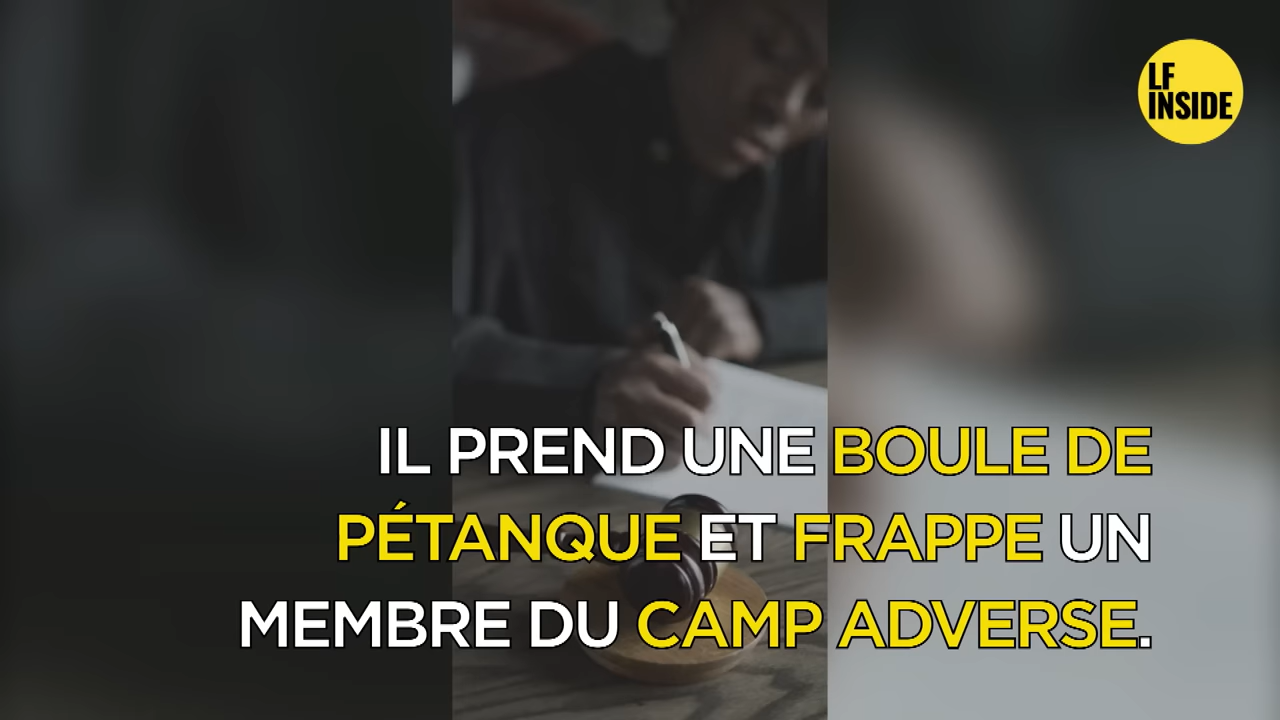 LF
INSIDE
IL PREND UNE BOULE DE
PÉTANQUE ET FRAPPE UN
MEMBRE DU CAMP ADVERSE.